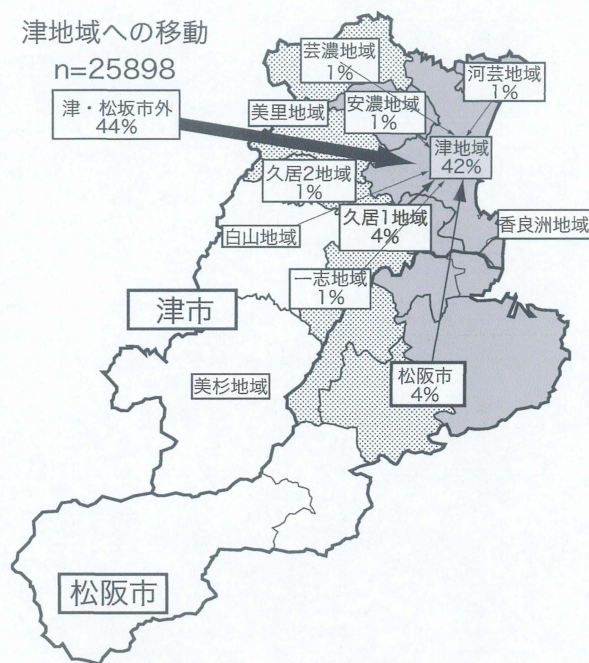 津地域への移動
n=25898
津・松坂市外
44%
芸濃地域
1%
河芸地域
1%
美里地域
安濃地域
1%
津地域
42%
久居2地域
1%
久居1地域
4%
香良洲地域
白山地域
一志地域
1%
津市
美杉地域
松阪市
4%
松阪市